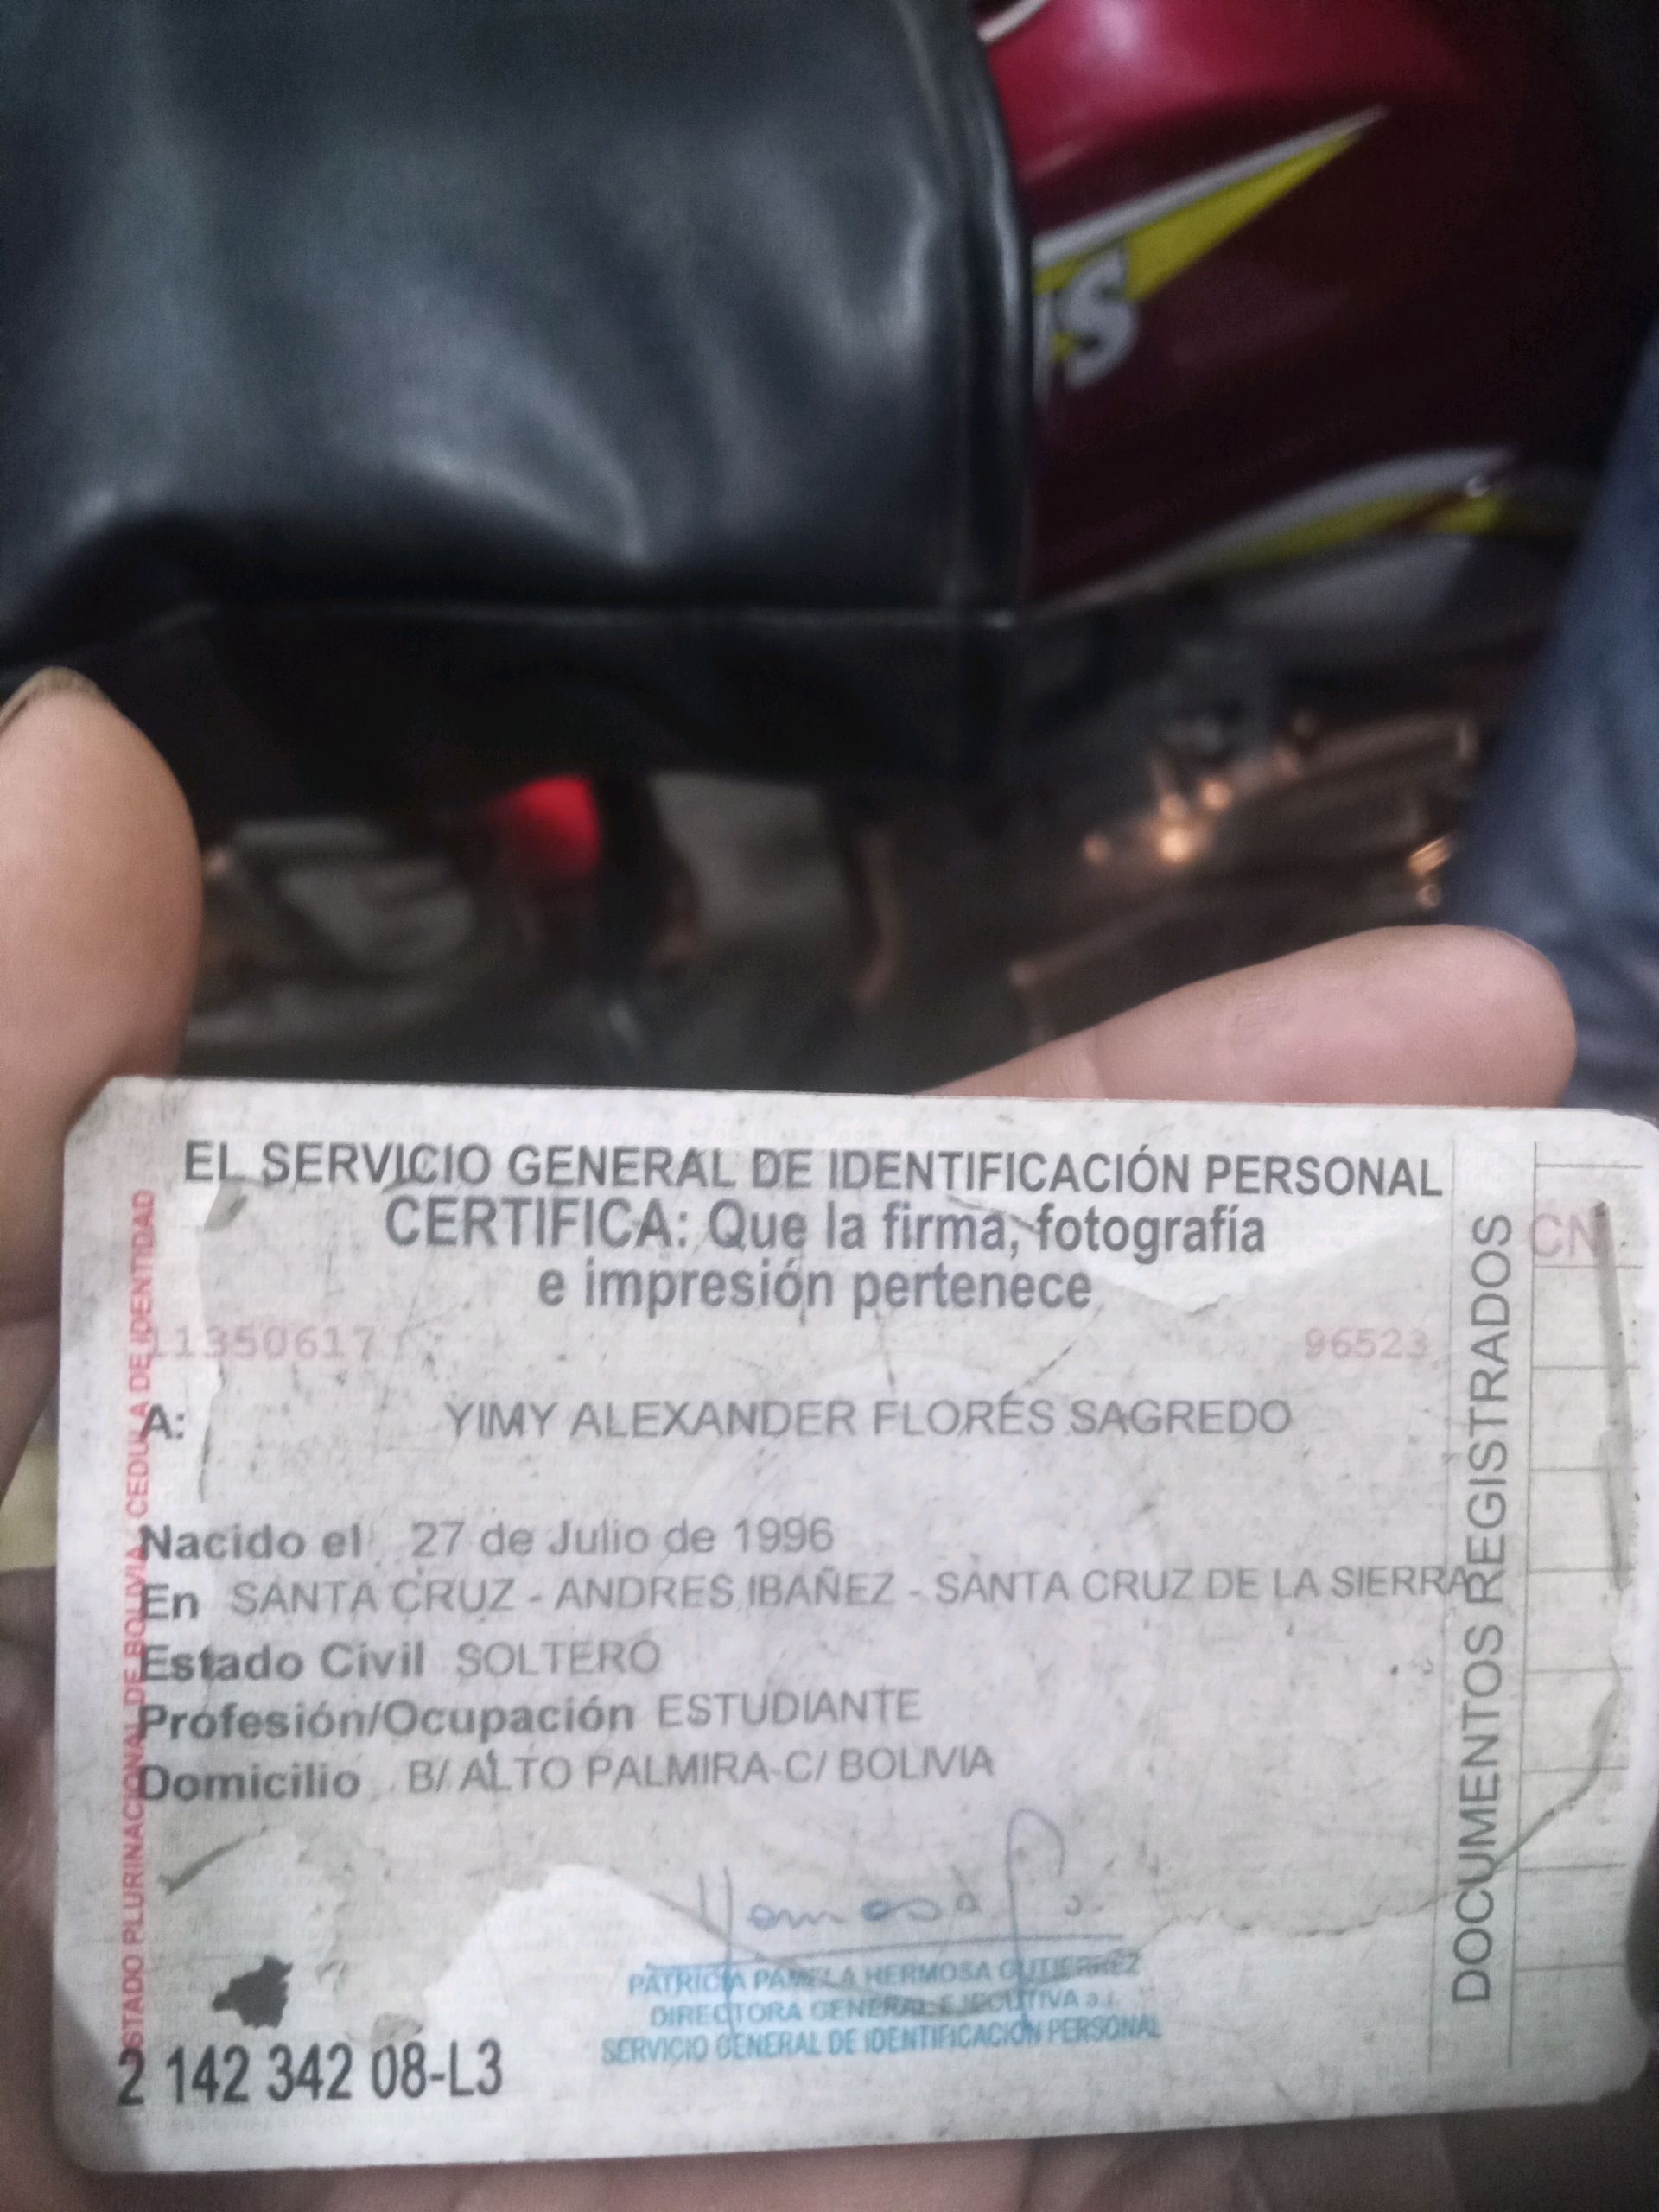 IS
EL SERVICIO GENERAL DE IDENTIFICACIÓN PERSONAL
CERTIFICA: Que la firma, fotografía
e impresión pertenece
11350617
96523
A: YIMY ALEXANDER FLORES SAGREDO
Nacido el 27 de Julio de 1996
En SANTA CRUZ - ANDRES IBAÑEZ - SANTA CRUZ DE LA SIERRA
Estado Civil SOLTERO
Profesión/Ocupación ESTUDIANTE
Domicilio B/ ALTO PALMIRA-C/ BOLIVIA
PATRICIA PAMELA HERMOSA GUTIERREZ
DIRECTORA GENERAL EJECUTIVA a.i.
SERVICIO GENERAL DE IDENTIFICACIÓN PERSONAL
2 142 342 08-L3
ESTADO PLURINACIONAL DE BOLIVIA, CEDULA DE IDENTIDAD
DOCUMENTOS REGISTRADOS
CN